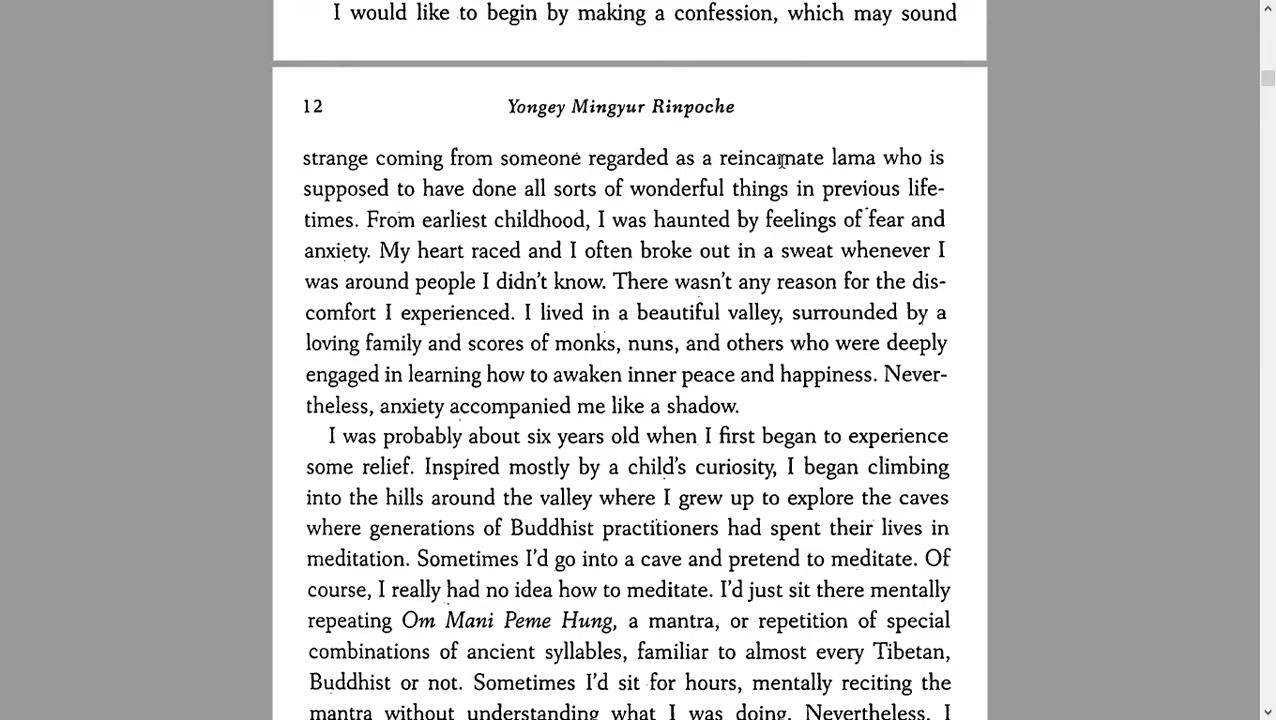 I would like to begin by making a confession, which may sound
12 Yongey Mingyur Rinpoche
strange coming from someone regarded as a reincarnate lama who is
supposed to have done all sorts of wonderful things in previous life-
times. From earliest childhood, I was haunted by feelings of fear and
anxiety. My heart raced and I often broke out in a sweat whenever I
was around people I didn't know. There wasn't any reason for the dis-
comfort I experienced. I lived in a beautiful valley, surrounded by a
loving family and scores of monks, nuns, and others who were deeply
engaged in learning how to awaken inner peace and happiness. Never-
theless, anxiety accompanied me like a shadow.
I was probably about six years old when I first began to experience
some relief. Inspired mostly by a child's curiosity, I began climbing
into the hills around the valley where I grew up to explore the caves
where generations of Buddhist practitioners had spent their lives in
meditation. Sometimes I'd go into a cave and pretend to meditate. Of
course, I really had no idea how to meditate. I'd just sit there mentally
repeating Om Mani Peme Hung, a mantra, or repetition of special
combinations of ancient syllables, familiar to almost every Tibetan,
Buddhist or not. Sometimes I'd sit for hours, mentally reciting the
mantra without understanding what I was doing. Nevertheless, I